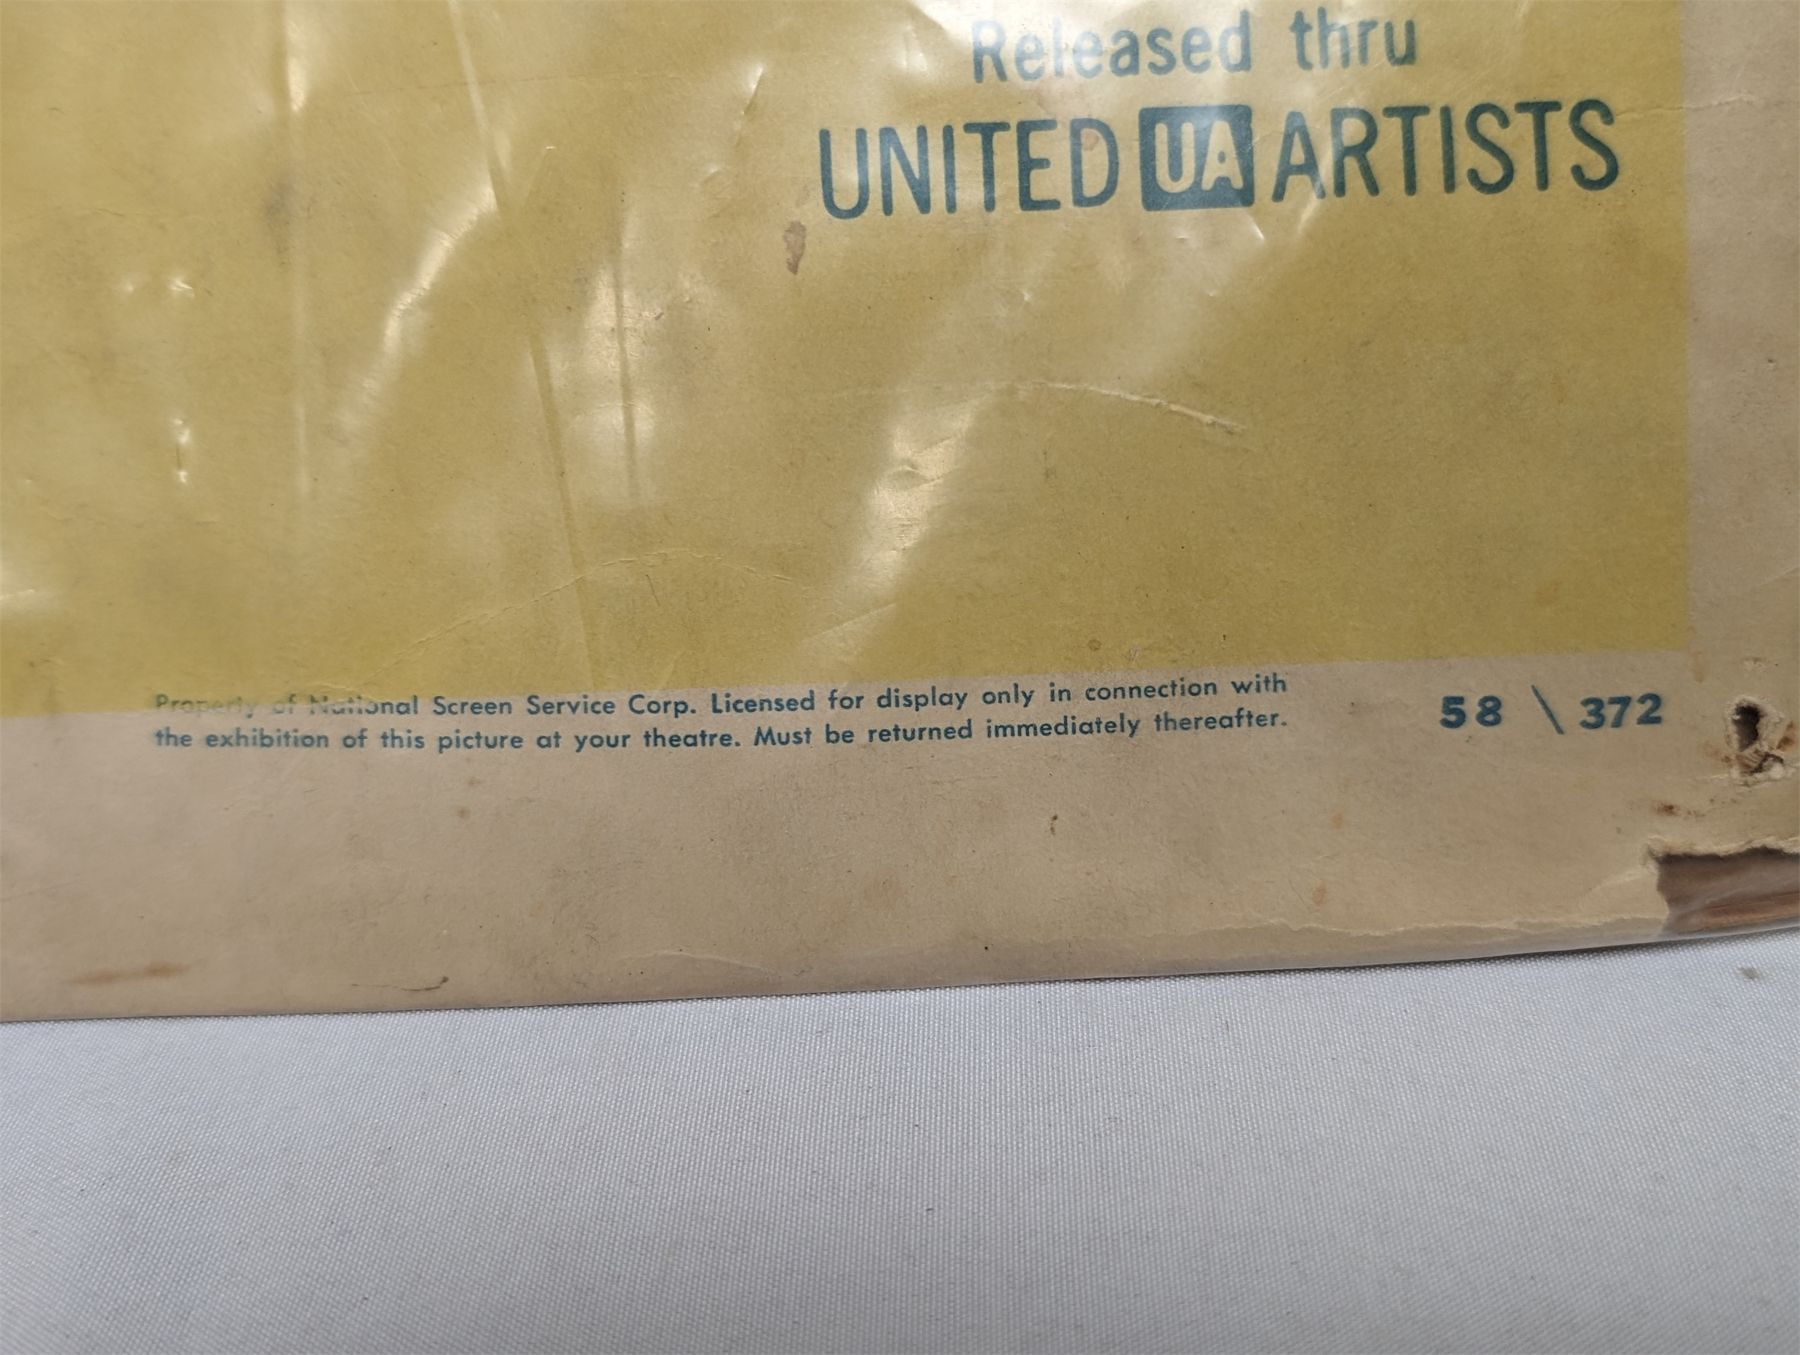 Released thru
UNITED UA ARTISTS
Property of National Screen Service Corp. Licensed for display only in connection with
the exhibition of this picture at your theatre. Must be returned immediately thereafter.
58 \ 372